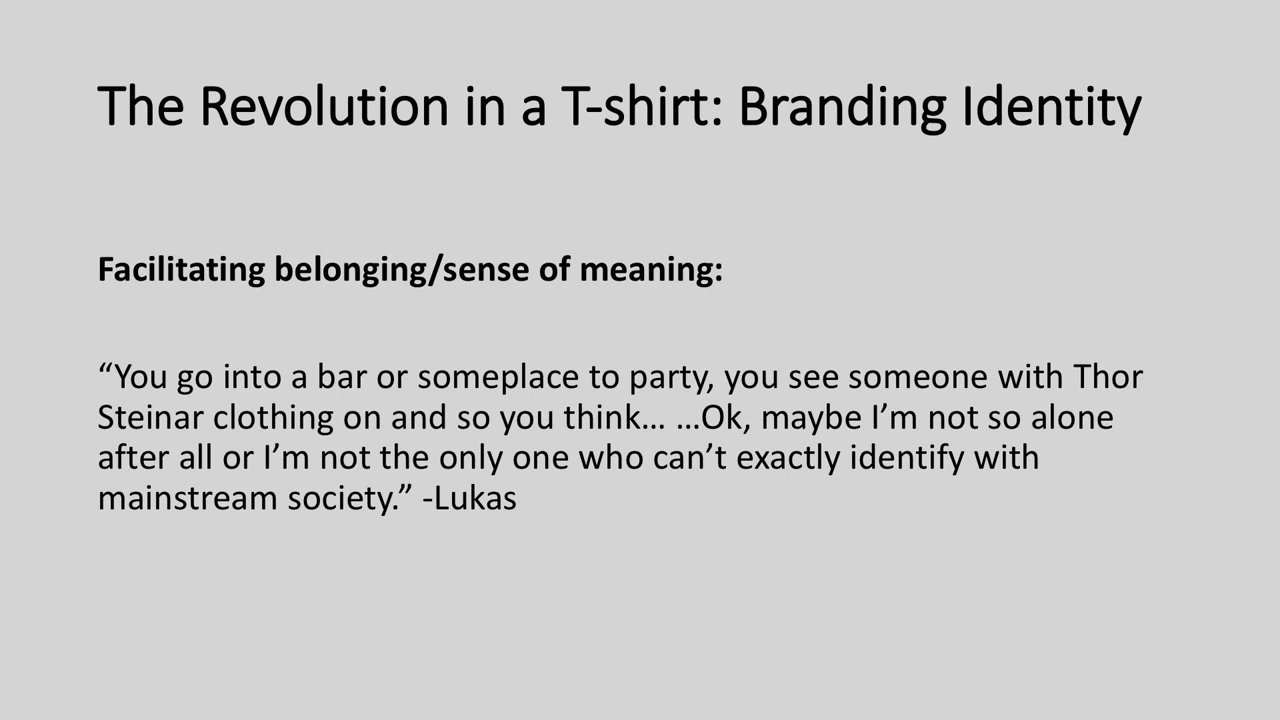 The Revolution in a T-shirt: Branding Identity
Facilitating belonging/sense of meaning:
“You go into a bar or someplace to party, you see someone with Thor
Steinar clothing on and so you think… …Ok, maybe I’m not so alone
after all or I’m not the only one who can’t exactly identify with
mainstream society.” -Lukas